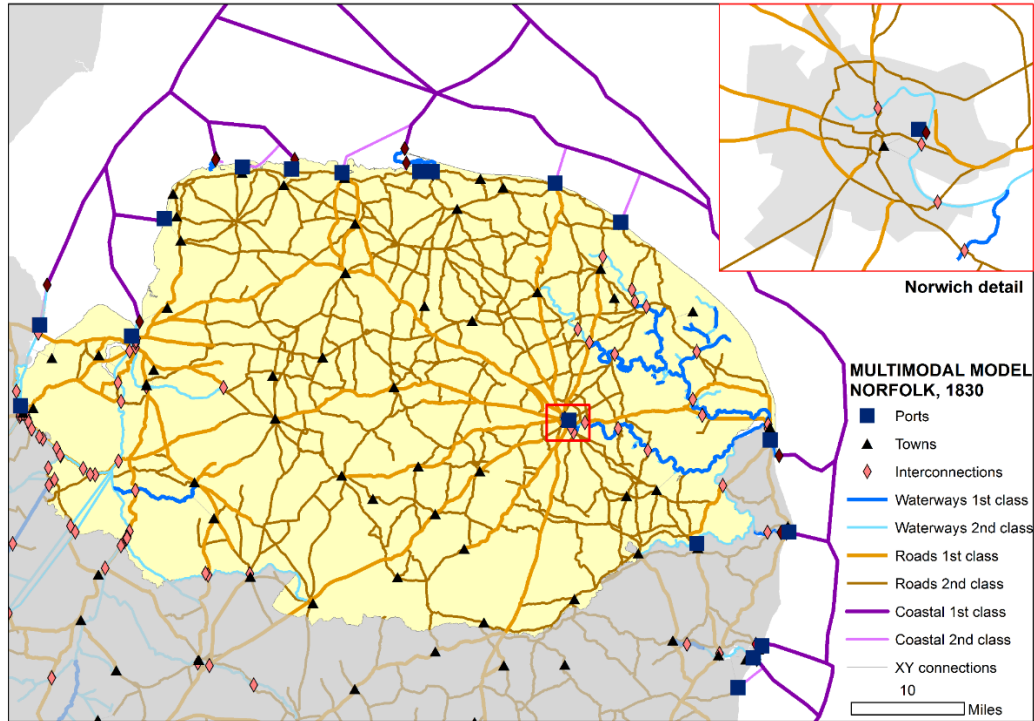 Norwich detail
MULTIMODAL MODEL
NORFOLK, 1830
Ports
Towns
Interconnections
Waterways 1st class
Waterways 2nd class
Roads 1st class
Roads 2nd class
Coastal 1st class
Coastal 2nd class
XY connections
10
Miles